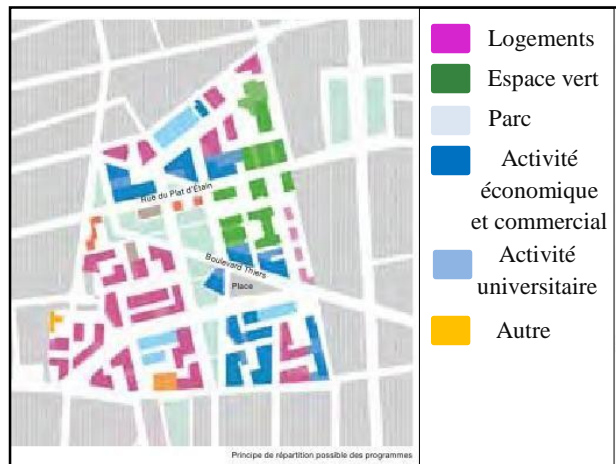 Logements
Espace vert
Parc
Activité
économique
et commercial
Activité
universitaire
Autre
Rue du Plat d'Étain
Boulevard Thiers
Place
Principe de répartition possible des programmes